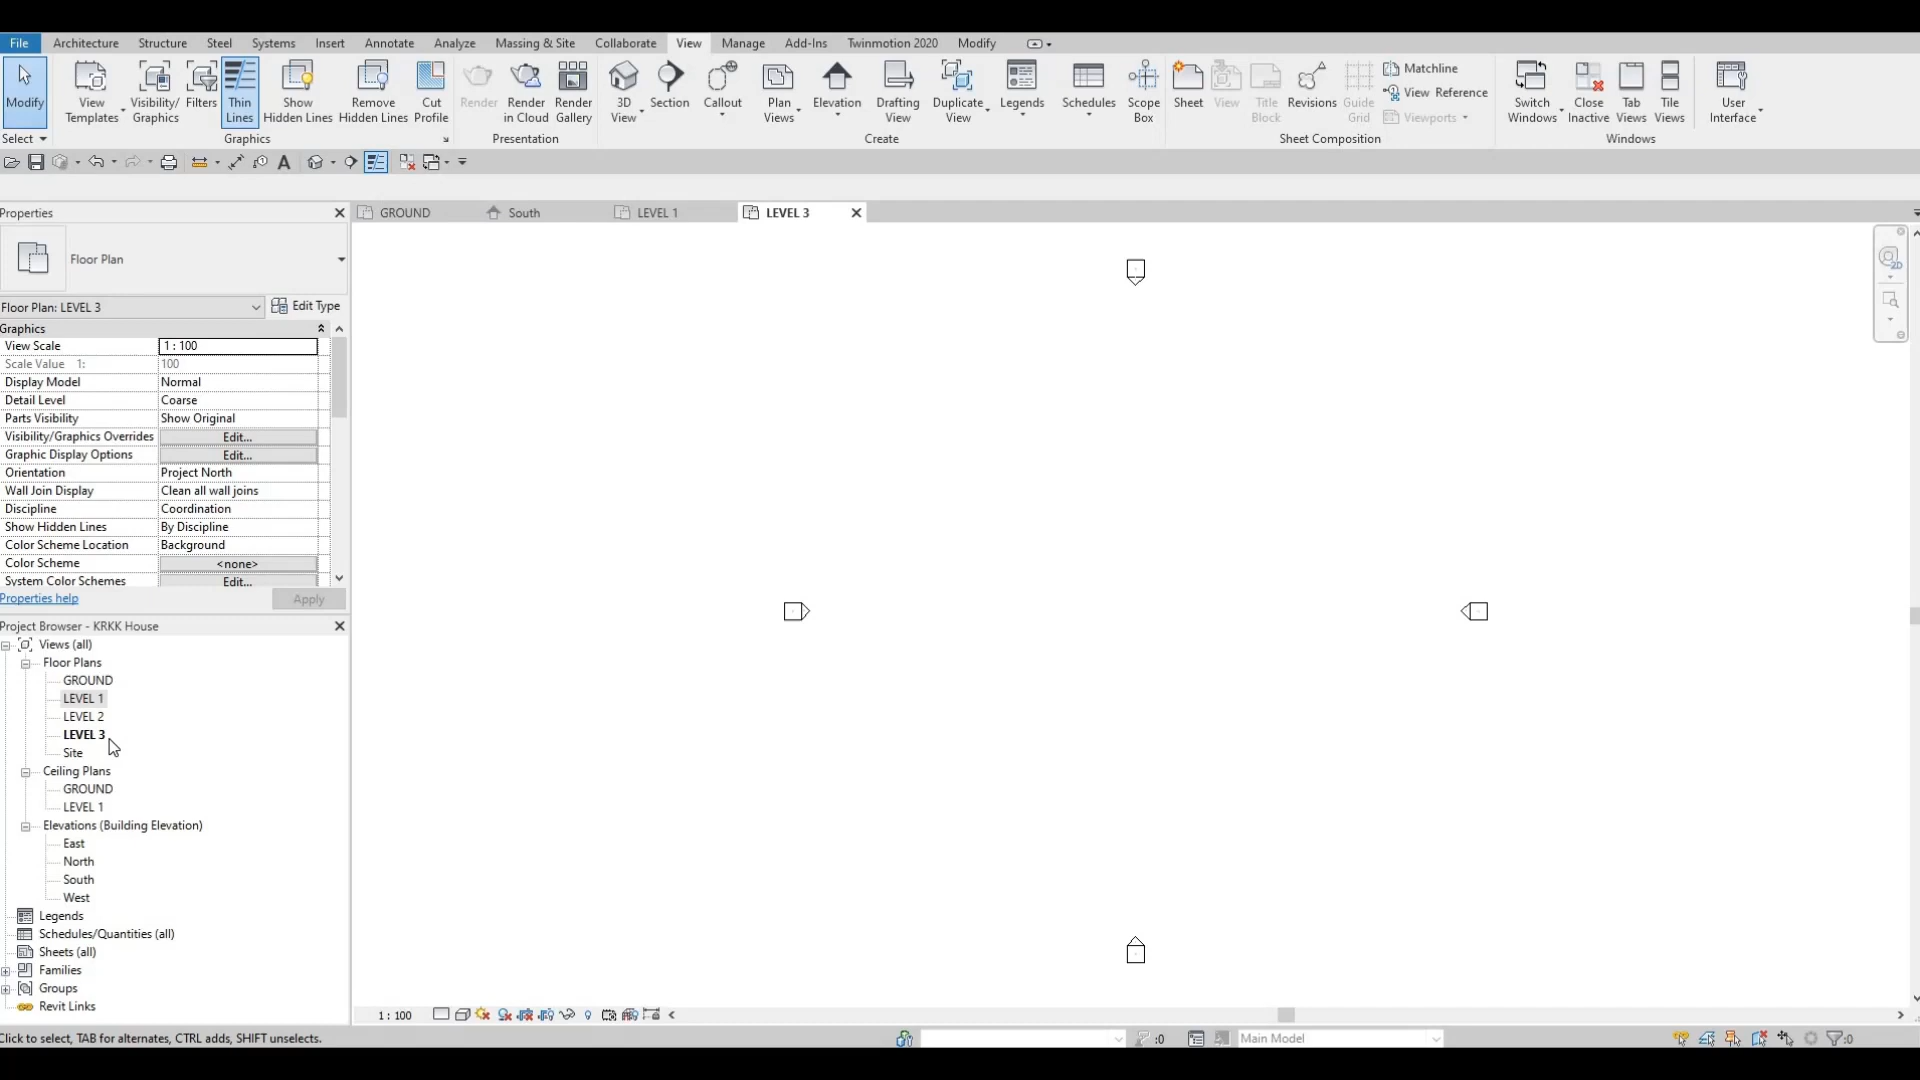 File Architecture Structure Steel Systems Insert Annotate Analyze Massing & Site Collaborate View Manage Add-Ins Twinmotion 2020 Modify
Modify
View Templates
Visibility/ Graphics
Filters
Thin Lines
Show Hidden Lines
Remove Hidden Lines
Cut Profile
Render
Render in Cloud
Render Gallery
3D View
Section
Callout
Plan Views
Elevation
Drafting View
Duplicate View
Legends
Schedules
Scope Box
Sheet
View
Title Block
Revisions
Guide Grid
Matchline
View Reference
Viewports
Switch Windows
Close Inactive
Tab Views
Tile Views
User Interface
Select Graphics Presentation Create Sheet Composition Windows
A
Properties
GROUND South LEVEL 1 LEVEL 3
Floor Plan
2D
Floor Plan: LEVEL 3 Edit Type
Graphics
View Scale 1 : 100
Scale Value 1: 100
Display Model Normal
Detail Level Coarse
Parts Visibility Show Original
Visibility/Graphics Overrides Edit...
Graphic Display Options Edit...
Orientation Project North
Wall Join Display Clean all wall joins
Discipline Coordination
Show Hidden Lines By Discipline
Color Scheme Location Background
Color Scheme <none>
System Color Schemes Edit...
Properties help Apply
Project Browser - KRKK House
Views (all)
Floor Plans
GROUND
LEVEL 1
LEVEL 2
LEVEL 3
Site
Ceiling Plans
GROUND
LEVEL 1
Elevations (Building Elevation)
East
North
South
West
Legends
Schedules/Quantities (all)
Sheets (all)
Families
Groups
Revit Links
1 : 100
Click to select, TAB for alternates, CTRL adds, SHIFT unselects. :0 Main Model :0